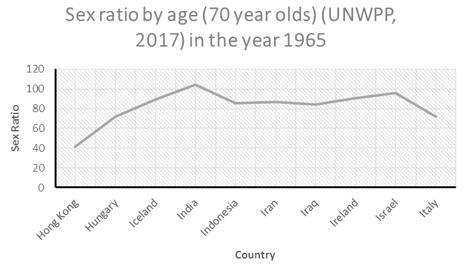 Sex ratio by age (70 year olds) (UNWPP,
2017) in the year 1965
120
100
80
60
40
20
0
Sex Ratio
Hong Kong
Hungary
Iceland
India
Indonesia
Iran
Iraq
Ireland
Israel
Italy
Country